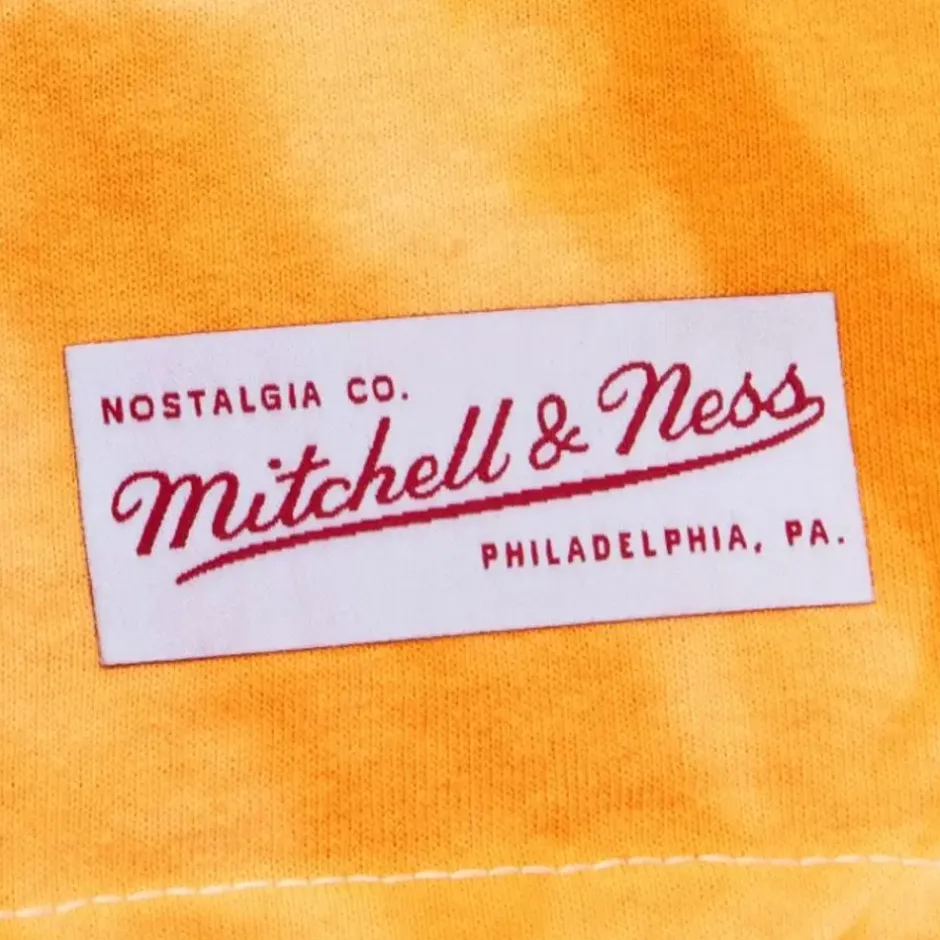 NOSTALGIA CO.
Mitchell & Ness
PHILADELPHIA, PA.